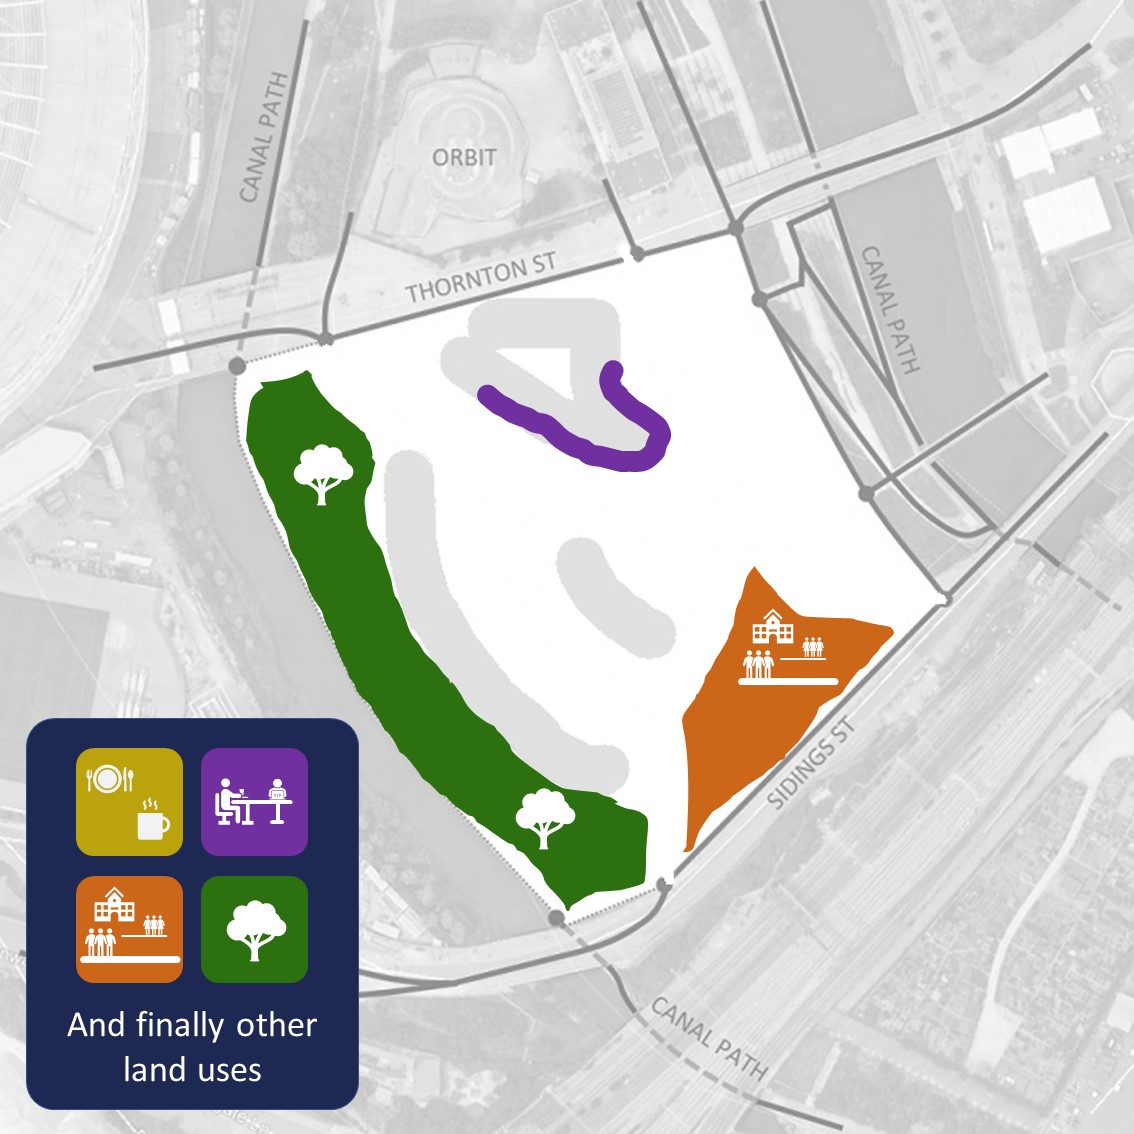 CANAL PATH
ORBIT
THORNTON ST
CANAL PATH
SIDINGS ST
And finally other
land uses
CANAL PATH